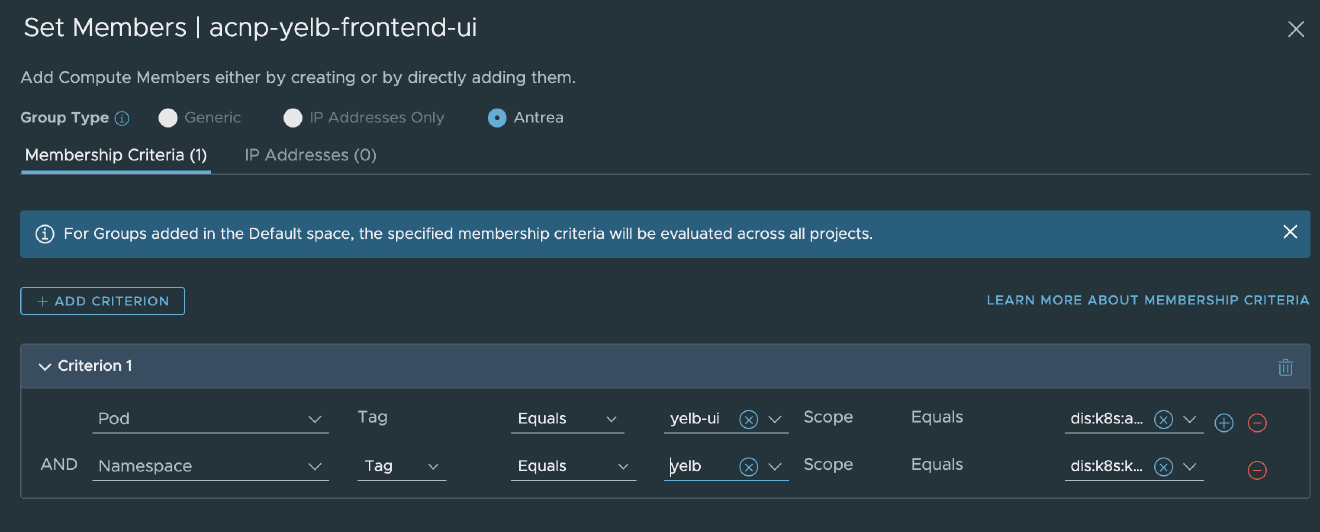 Set Members | acnp-yelb-frontend-ui
Add Compute Members either by creating or by directly adding them.
Group Type Generic IP Addresses Only Antrea
Membership Criteria (1) IP Addresses (0)
For Groups added in the Default space, the specified membership criteria will be evaluated across all projects.
+ ADD CRITERION LEARN MORE ABOUT MEMBERSHIP CRITERIA
Criterion 1
Pod Tag Equals yelb-ui Scope Equals dis:k8s:a...
AND Namespace Tag Equals yelb Scope Equals dis:k8s:k...